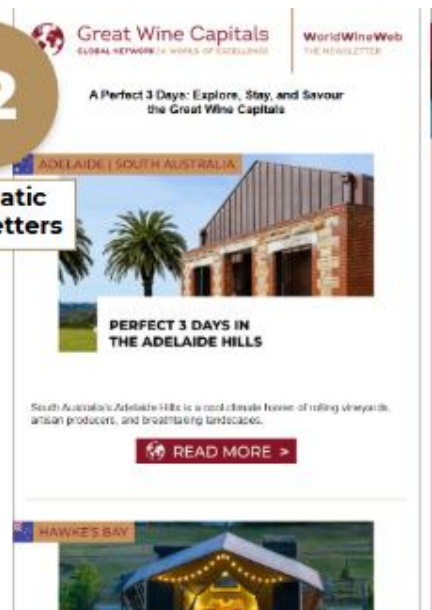 Great Wine Capitals
GLOBAL NETWORK | A WORLD OF EXCELLENCE
WorldWineWeb
THE NEWSLETTER
2
A Perfect 3 Days: Explore, Stay, and Savour
the Great Wine Capitals
ADELAIDE | SOUTH AUSTRALIA
atic
etters
PERFECT 3 DAYS IN
THE ADELAIDE HILLS
South Australia's Adelaide Hills is a cool-climate haven of rolling vineyards,
artisan producers, and breathtaking landscapes.
READ MORE >
HAWKE'S BAY